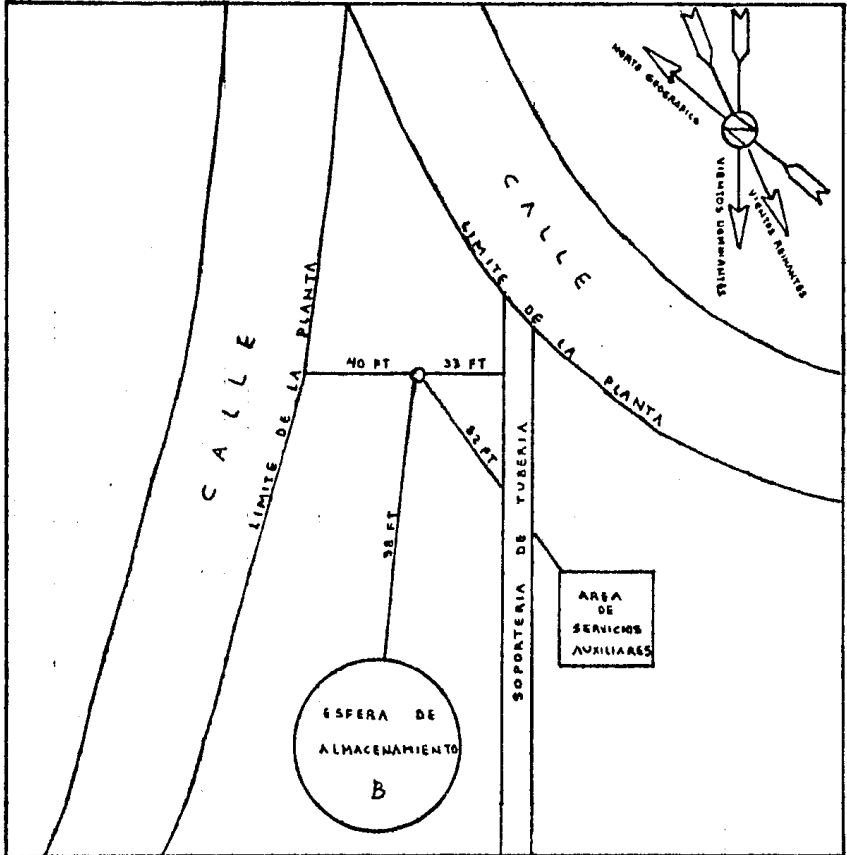 NORTE GEOGRAFICO
VIENTOS DOMINANTES
VIENTOS REINANTES
CALLE
LIMITE DE LA PLANTA
CALLE
LIMITE DE LA PLANTA
40 FT
33 FT
82 FT
98 FT
SOPORTERIA DE TUBERIA
AREA
DE
SERVICIOS
AUXILIARES
ESFERA DE
ALMACENAMIENTO
B